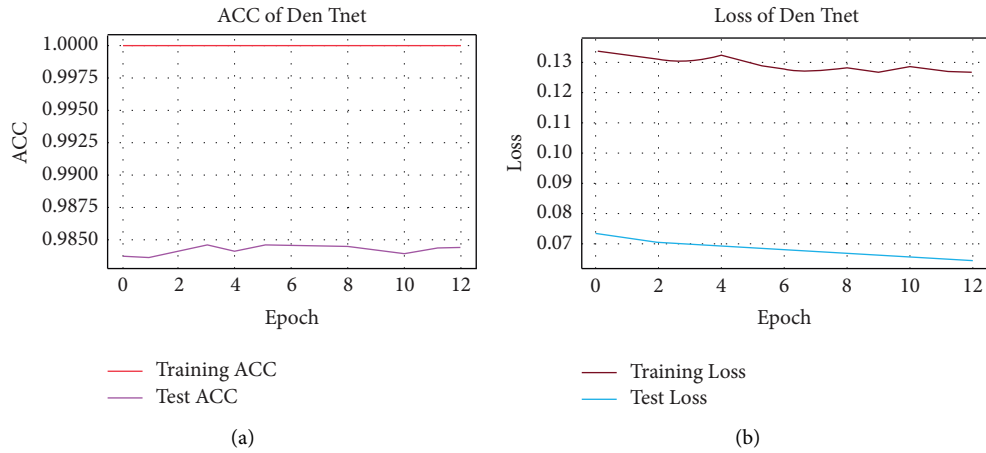 ACC of Den Tnet
1.0000
0.9975
0.9950
0.9925
0.9900
0.9875
0.9850
ACC
0 2 4 6 8 10 12
Epoch
Training ACC
Test ACC
(a)
Loss of Den Tnet
0.13
0.12
0.11
0.10
0.09
0.08
0.07
Loss
0 2 4 6 8 10 12
Epoch
Training Loss
Test Loss
(b)